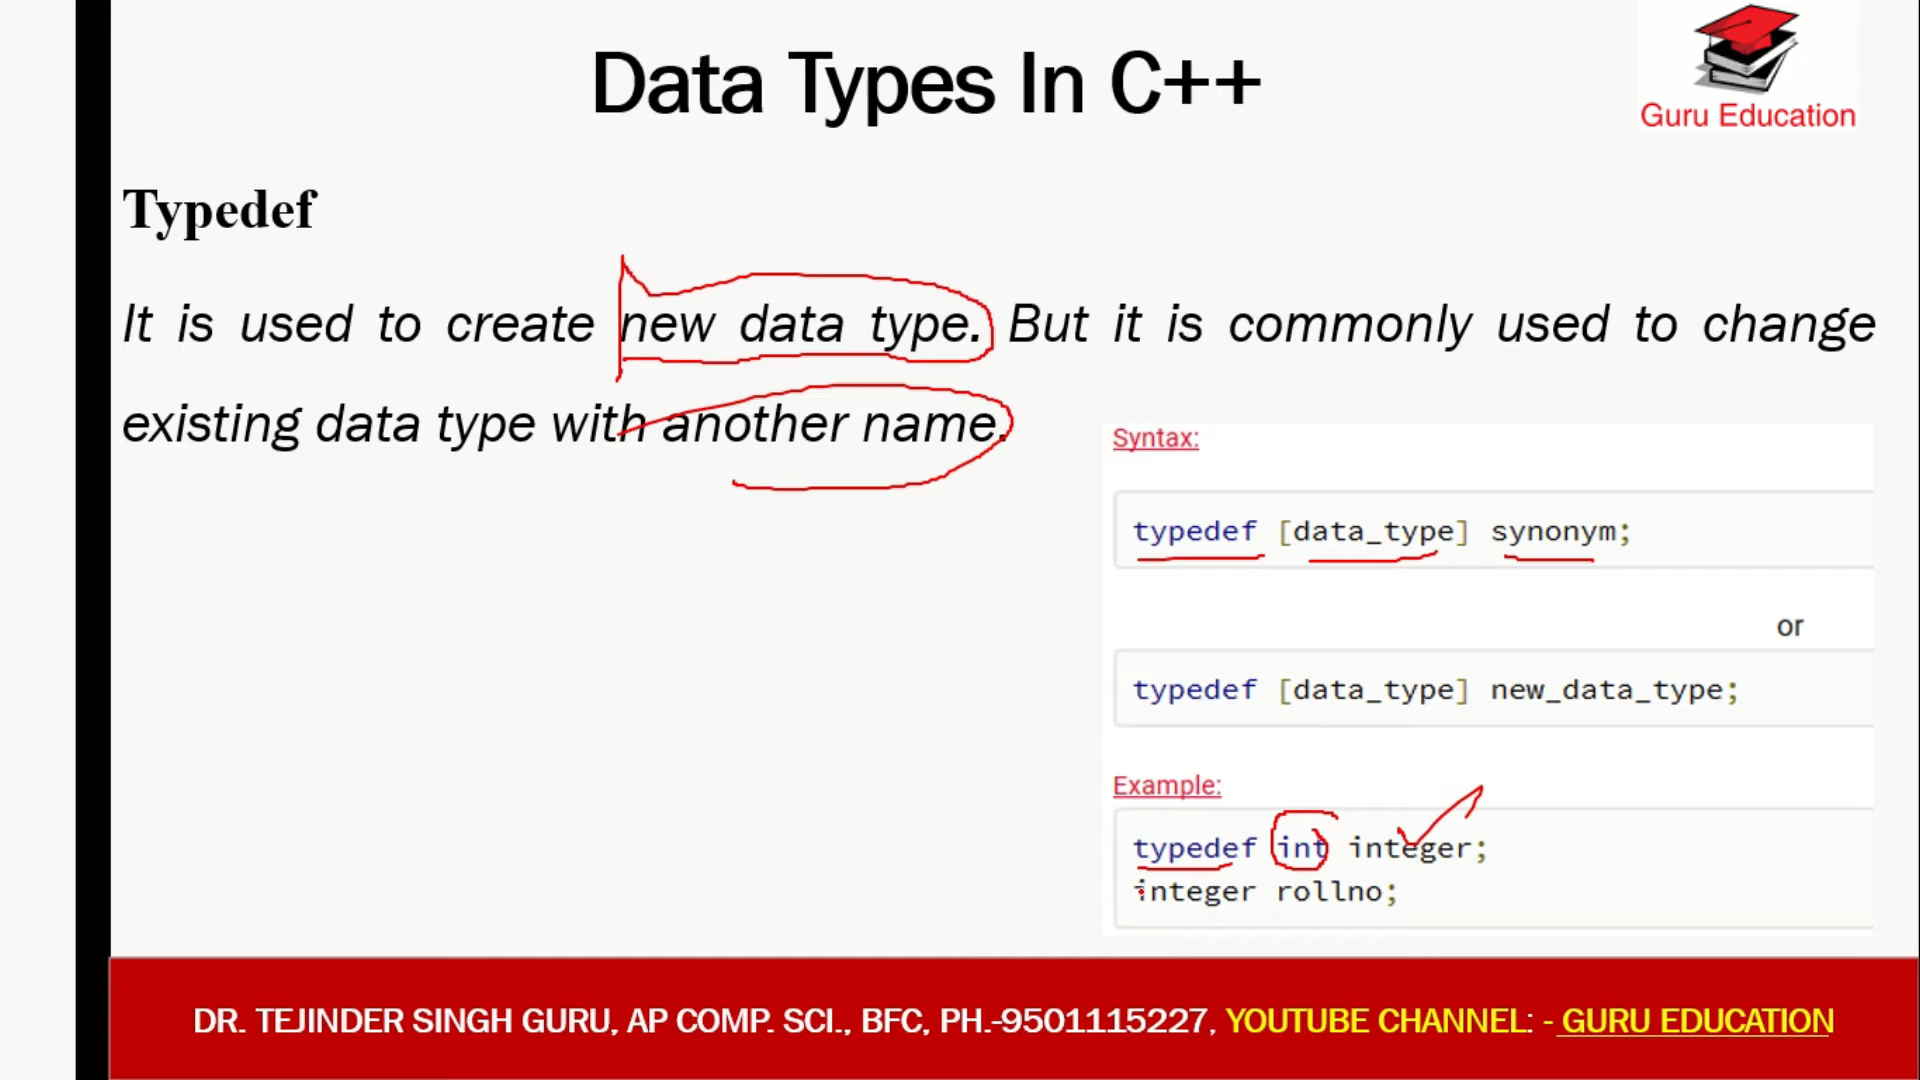 Data Types In C++
Guru Education
Typedef
It is used to create new data type. But it is commonly used to change
existing data type with another name.
Syntax:
typedef [data_type] synonym;
or
typedef [data_type] new_data_type;
Example:
typedef int integer;
integer rollno;
DR. TEJINDER SINGH GURU, AP COMP. SCI., BFC, PH.-9501115227, YOUTUBE CHANNEL: - GURU EDUCATION